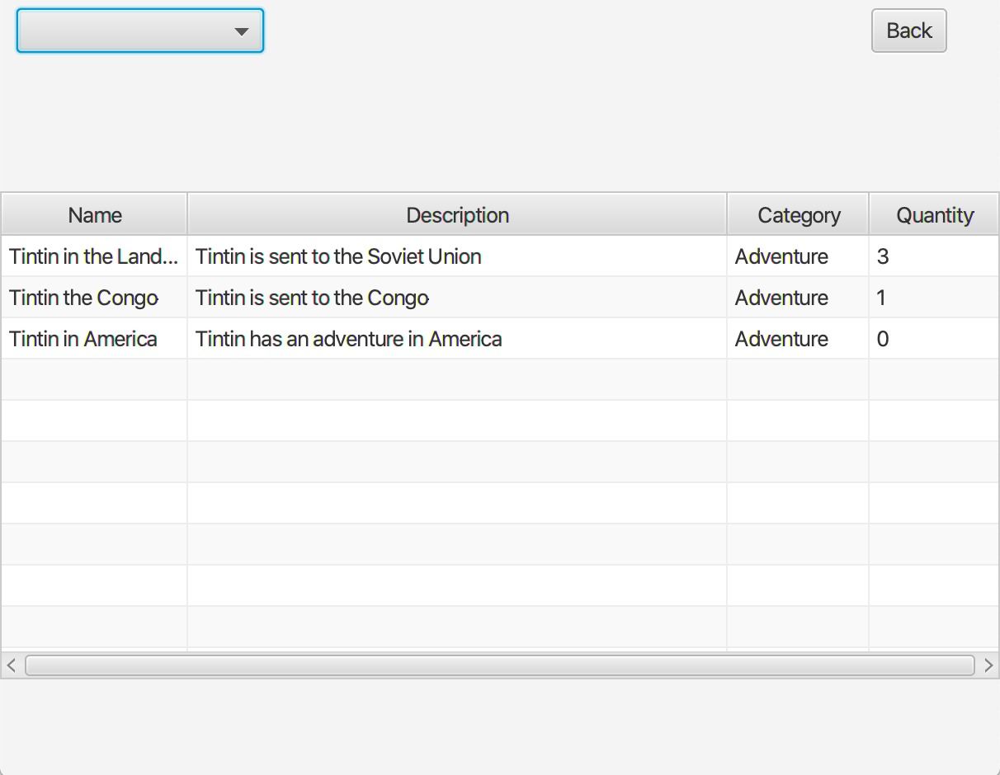 Back
Name Description Category Quantity
Tintin in the Land... Tintin is sent to the Soviet Union Adventure 3
Tintin the Congo Tintin is sent to the Congo Adventure 1
Tintin in America Tintin has an adventure in America Adventure 0